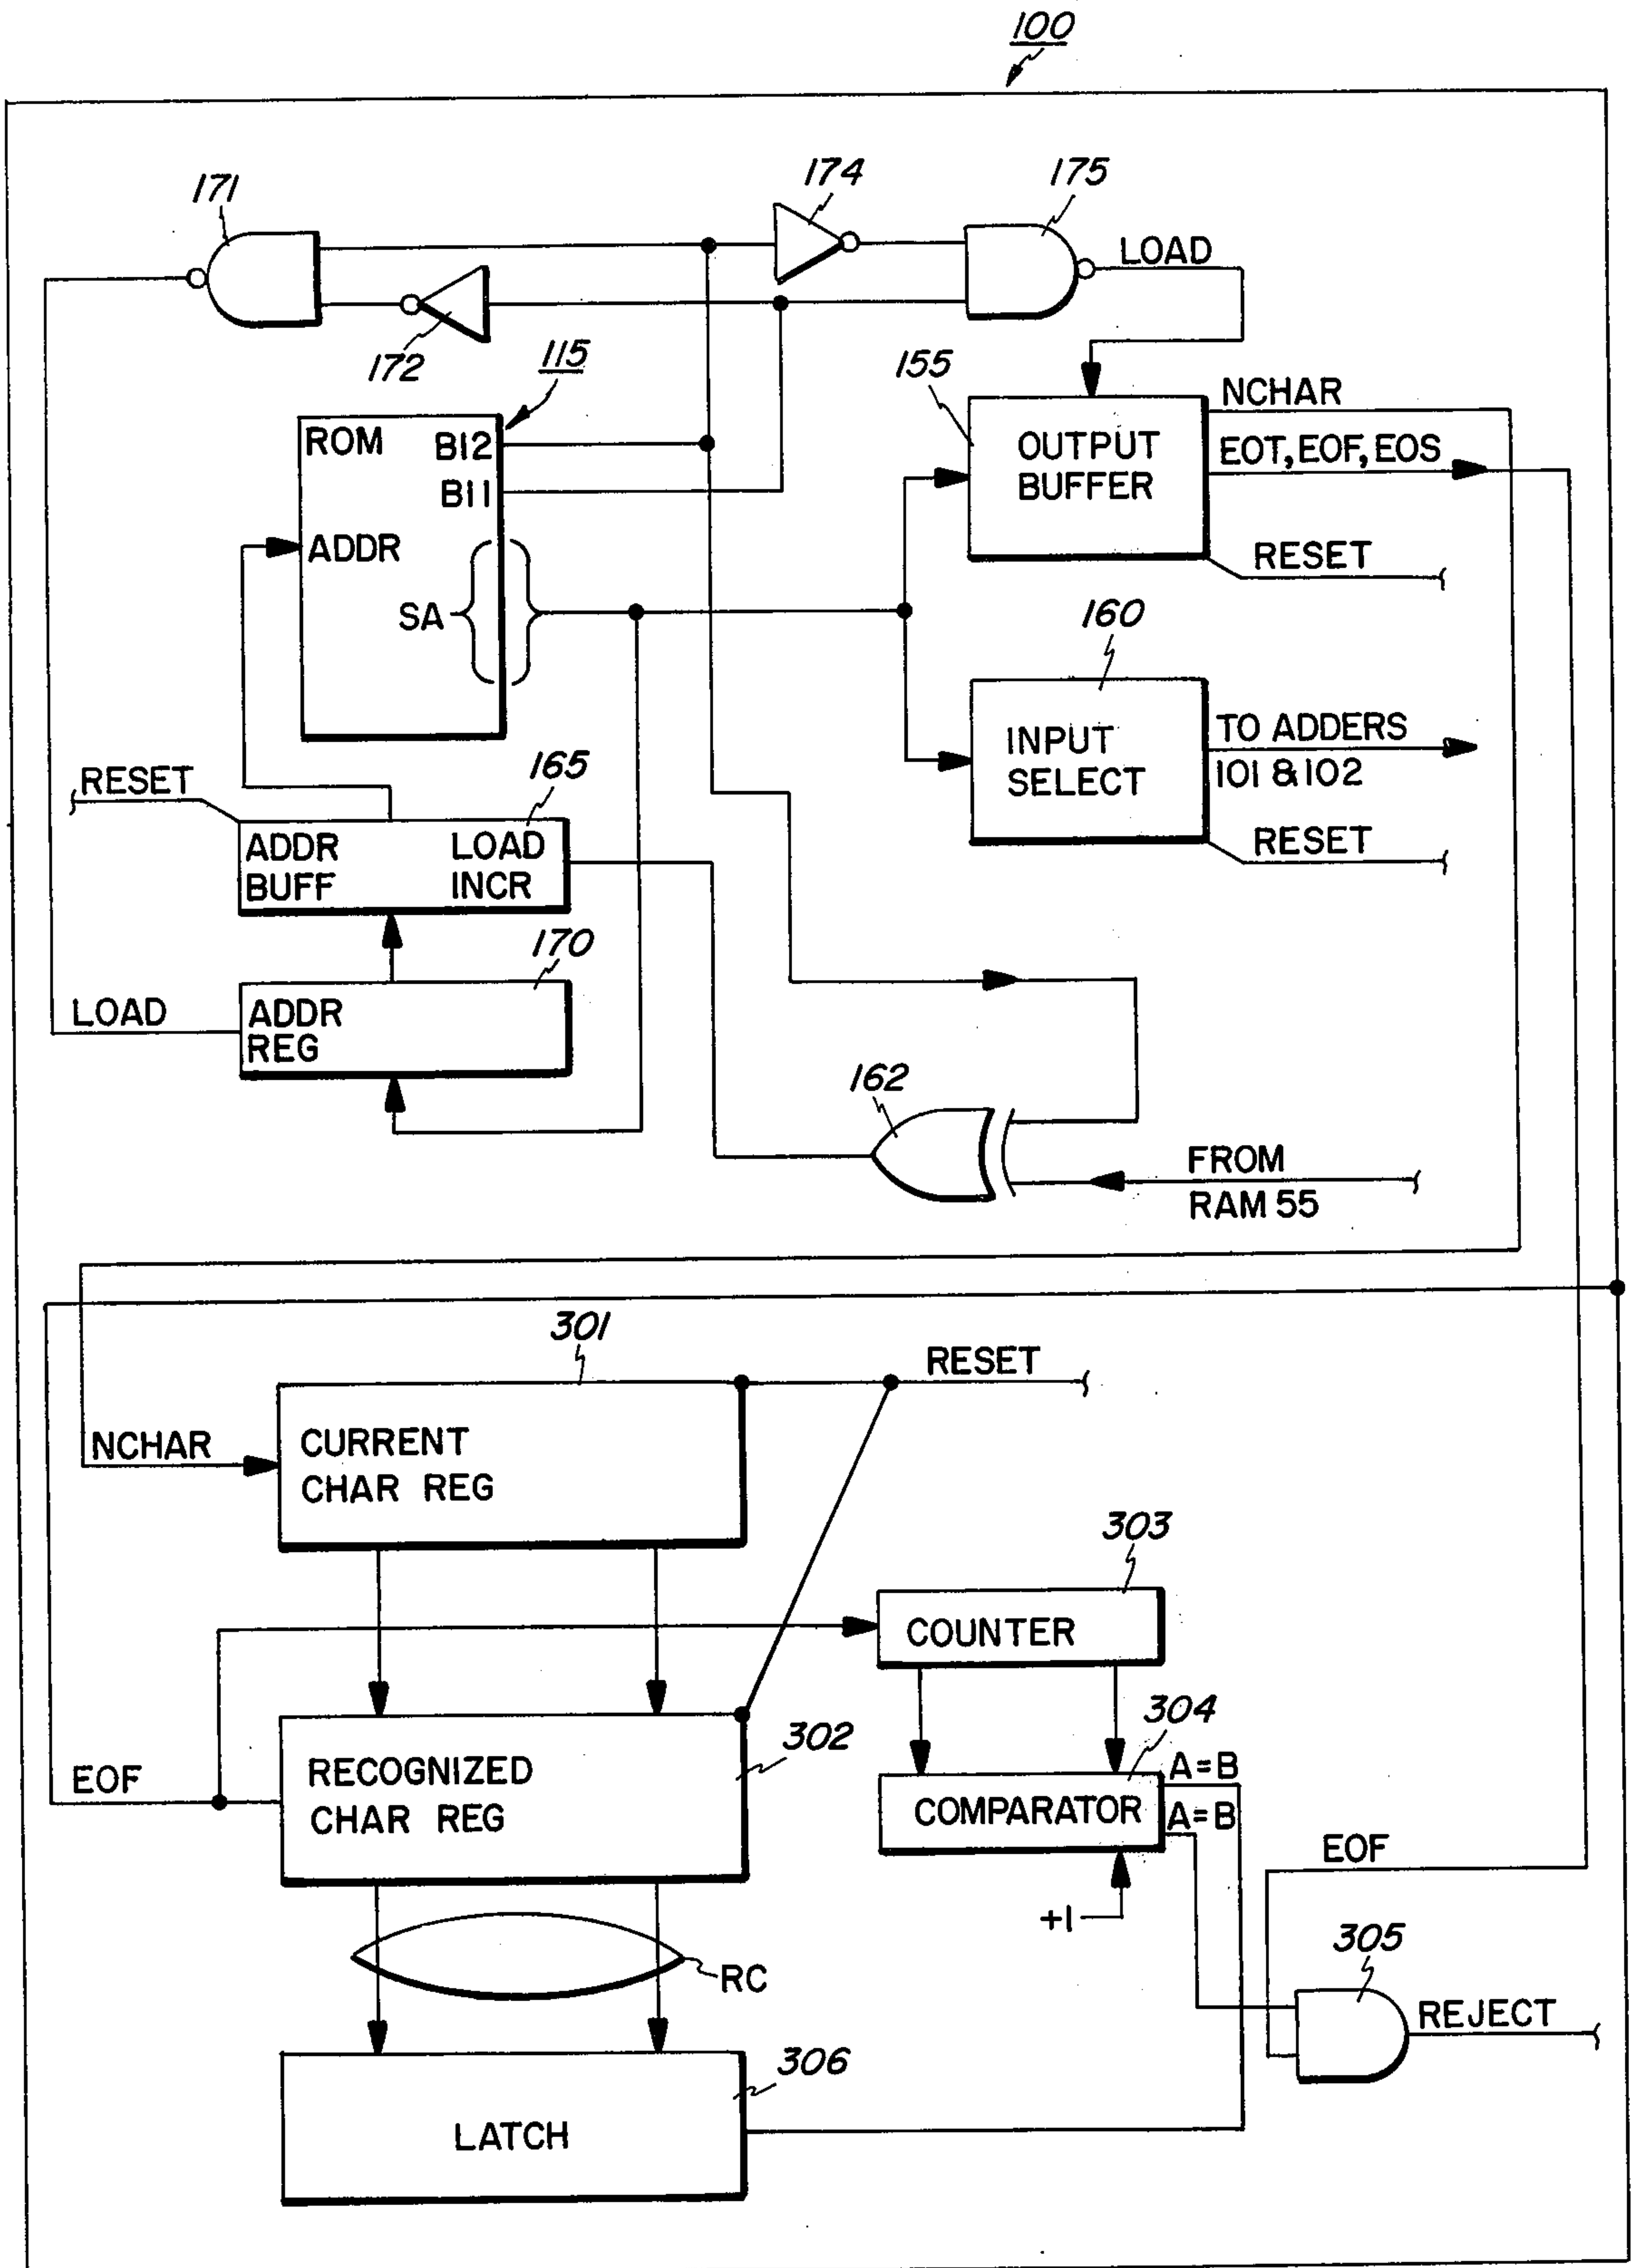 100
171
174
175
LOAD
172
115
155
NCHAR
ROM
B12
OUTPUT
BUFFER
EOT, EOF, EOS
B11
ADDR
RESET
SA
160
INPUT
SELECT
TO ADDERS
101 & 102
RESET
165
RESET
ADDR
BUFF
LOAD
INCR
170
LOAD
ADDR
REG
162
FROM
RAM 55
301
RESET
NCHAR
CURRENT
CHAR REG
303
COUNTER
304
302
EOF
RECOGNIZED
CHAR REG
COMPARATOR
A=B
A=B
EOF
+1
305
RC
REJECT
306
LATCH